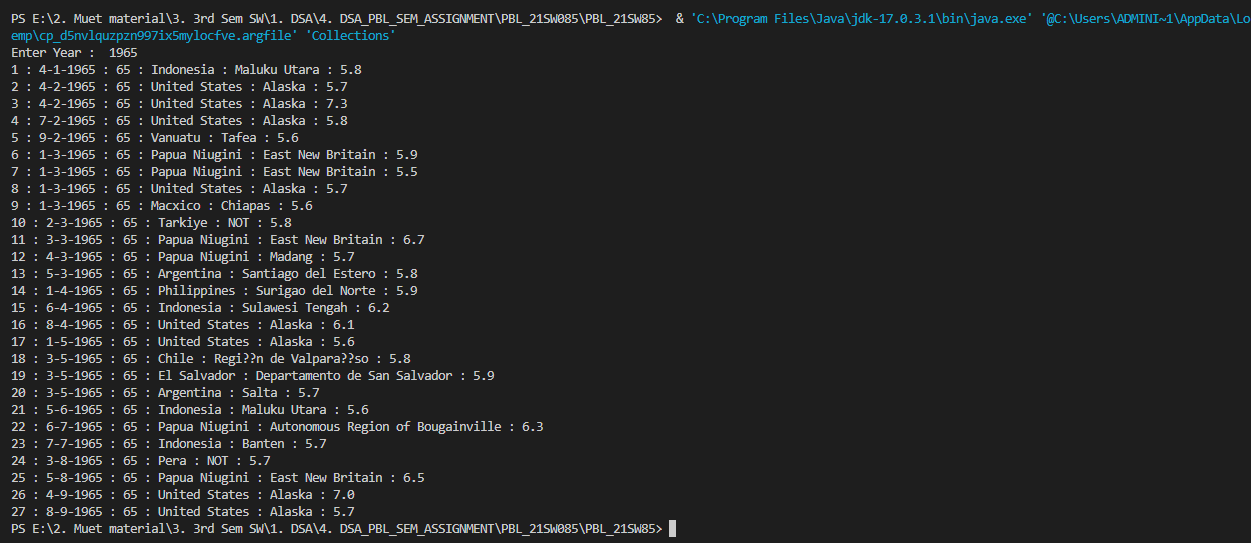 PS E:\2. Muet material\3. 3rd Sem SW\1. DSA\4. DSA_PBL_SEM_ASSIGNMENT\PBL_21SW085\PBL_21SW85>  & 'C:\Program Files\Java\jdk-17.0.3.1\bin\java.exe' '@C:\Users\ADMINI~1\AppData\Lo
emp\cp_d5nvlquzpzn997ix5mylocfve.argfile' 'Collections'
Enter Year :  1965
1 : 4-1-1965 : 65 : Indonesia : Maluku Utara : 5.8
2 : 4-2-1965 : 65 : United States : Alaska : 5.7
3 : 4-2-1965 : 65 : United States : Alaska : 7.3
4 : 7-2-1965 : 65 : United States : Alaska : 5.8
5 : 9-2-1965 : 65 : Vanuatu : Tafea : 5.6
6 : 1-3-1965 : 65 : Papua Niugini : East New Britain : 5.9
7 : 1-3-1965 : 65 : Papua Niugini : East New Britain : 5.5
8 : 1-3-1965 : 65 : United States : Alaska : 5.7
9 : 1-3-1965 : 65 : Macxico : Chiapas : 5.6
10 : 2-3-1965 : 65 : Tarkiye : NOT : 5.8
11 : 3-3-1965 : 65 : Papua Niugini : East New Britain : 6.7
12 : 4-3-1965 : 65 : Papua Niugini : Madang : 5.7
13 : 5-3-1965 : 65 : Argentina : Santiago del Estero : 5.8
14 : 1-4-1965 : 65 : Philippines : Surigao del Norte : 5.9
15 : 6-4-1965 : 65 : Indonesia : Sulawesi Tengah : 6.2
16 : 8-4-1965 : 65 : United States : Alaska : 6.1
17 : 1-5-1965 : 65 : United States : Alaska : 5.6
18 : 3-5-1965 : 65 : Chile : Regi??n de Valpara??so : 5.8
19 : 3-5-1965 : 65 : El Salvador : Departamento de San Salvador : 5.9
20 : 3-5-1965 : 65 : Argentina : Salta : 5.7
21 : 5-6-1965 : 65 : Indonesia : Maluku Utara : 5.6
22 : 6-7-1965 : 65 : Papua Niugini : Autonomous Region of Bougainville : 6.3
23 : 7-7-1965 : 65 : Indonesia : Banten : 5.7
24 : 3-8-1965 : 65 : Pera : NOT : 5.7
25 : 5-8-1965 : 65 : Papua Niugini : East New Britain : 6.5
26 : 4-9-1965 : 65 : United States : Alaska : 7.0
27 : 8-9-1965 : 65 : United States : Alaska : 5.7
PS E:\2. Muet material\3. 3rd Sem SW\1. DSA\4. DSA_PBL_SEM_ASSIGNMENT\PBL_21SW085\PBL_21SW85>